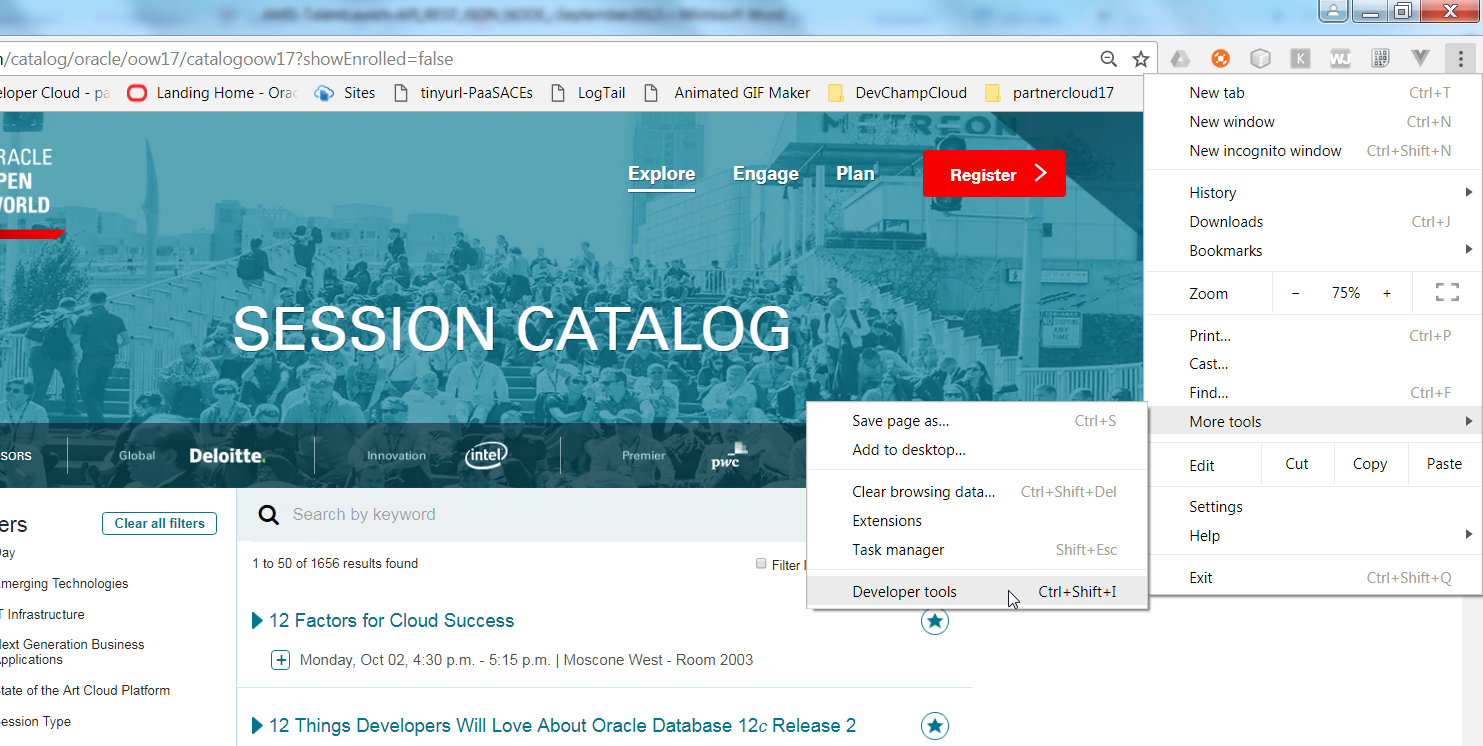 /catalog/oracle/oow17/catalogoow17?showEnrolled=false
eloper Cloud - pa
Landing Home - Orac
Sites
tinyurl-PaaSACEs
LogTail
Animated GIF Maker
DevChampCloud
partnercloud17
K
WJ
New tab Ctrl+T
New window Ctrl+N
New incognito window Ctrl+Shift+N
History
Downloads Ctrl+J
Bookmarks
Zoom − 75% +
Print... Ctrl+P
Cast...
Find... Ctrl+F
More tools
Edit Cut Copy Paste
Settings
Help
Exit Ctrl+Shift+Q
Save page as... Ctrl+S
Add to desktop...
Clear browsing data... Ctrl+Shift+Del
Extensions
Task manager Shift+Esc
Developer tools Ctrl+Shift+I
RACLE
PEN
ORLD
METREON
Explore Engage Plan Register
SESSION CATALOG
SORS
Global Deloitte.
Innovation intel
Premier pwc
ers
Clear all filters
ay
merging Technologies
T Infrastructure
ext Generation Business
pplications
tate of the Art Cloud Platform
ession Type
Search by keyword
1 to 50 of 1656 results found
Filter
12 Factors for Cloud Success
Monday, Oct 02, 4:30 p.m. - 5:15 p.m. | Moscone West - Room 2003
12 Things Developers Will Love About Oracle Database 12c Release 2